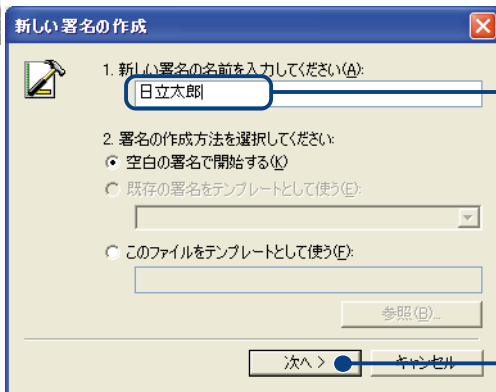 新しい署名の作成
1. 新しい署名の名前を入力してください(A):
日立太郎
2. 署名の作成方法を選択してください:
空白の署名で開始する(K)
既存の署名をテンプレートとして使う(E):
このファイルをテンプレートとして使う(F):
参照(B)...
次へ >
キャンセル